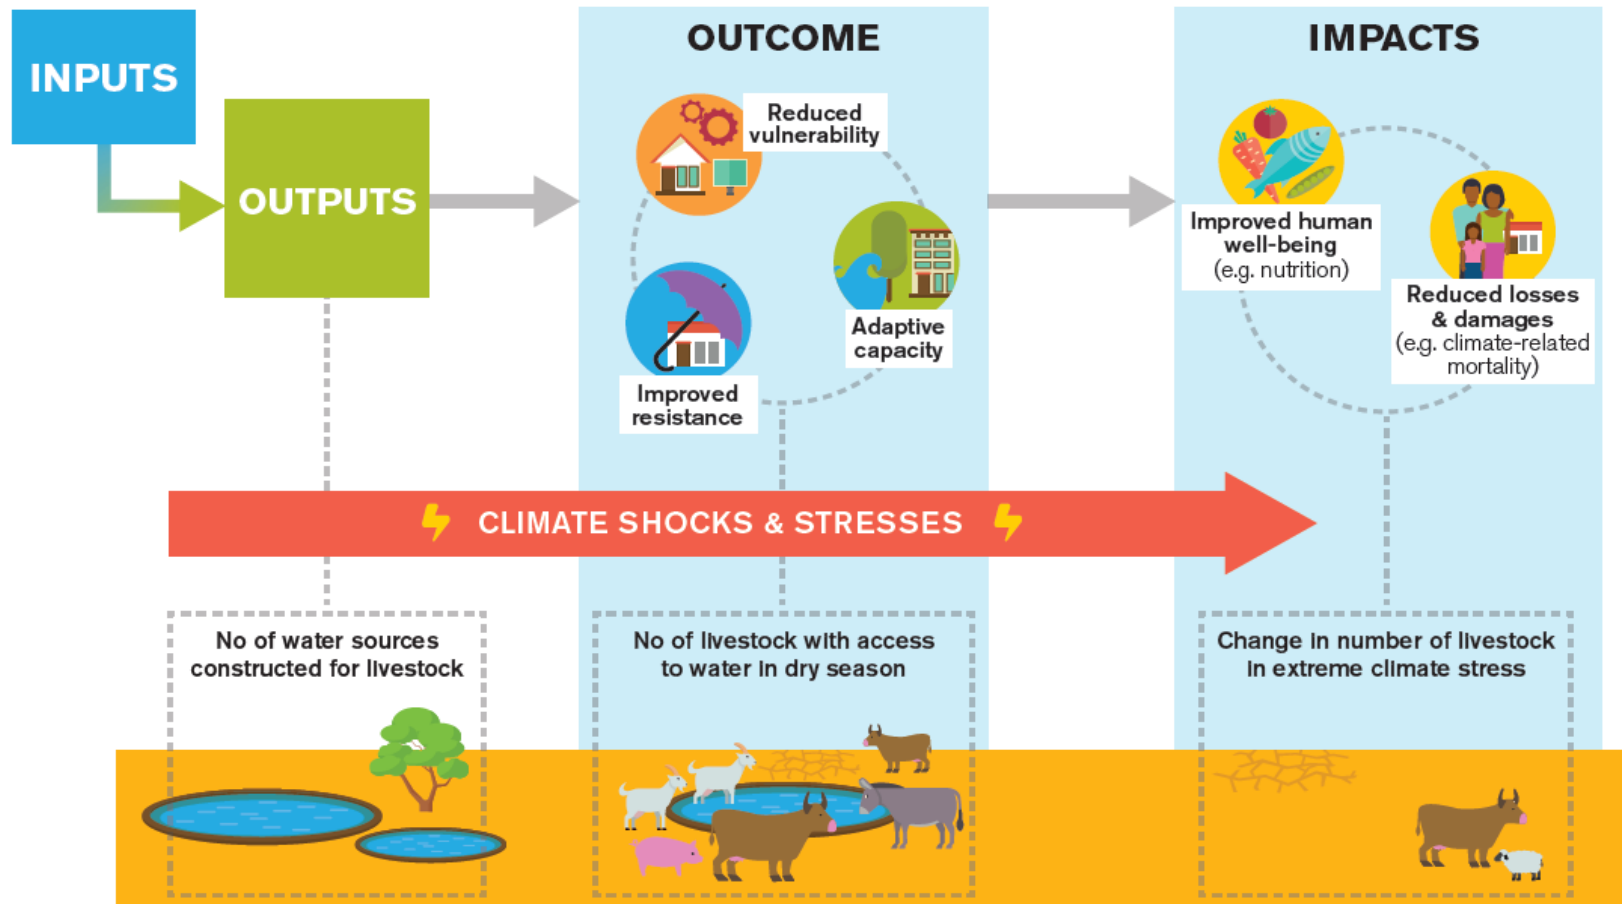 INPUTS
OUTPUTS
OUTCOME
Reduced
vulnerability
Adaptive
capacity
Improved
resistance
IMPACTS
Improved human
well-being
(e.g. nutrition)
Reduced losses
& damages
(e.g. climate-related
mortality)
CLIMATE SHOCKS & STRESSES
No of water sources
constructed for livestock
No of livestock with access
to water in dry season
Change in number of livestock
in extreme climate stress